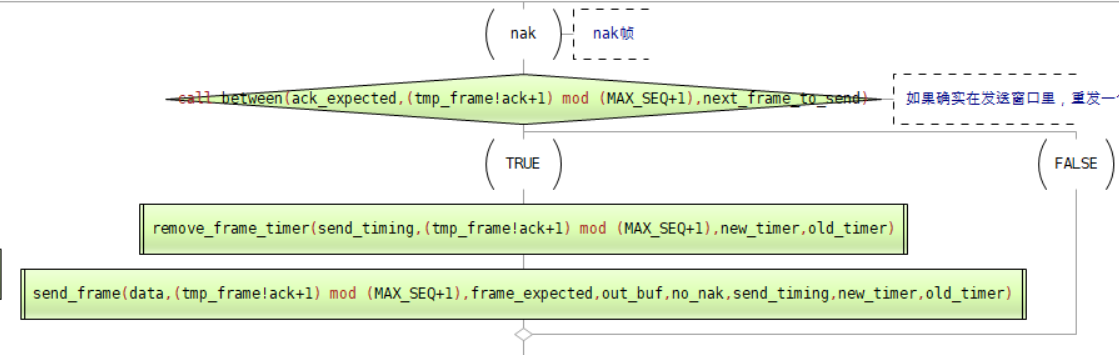 nak
nak帧
call between(ack_expected,(tmp_frame!ack+1) mod (MAX_SEQ+1),next_frame_to_send)
如果确实在发送窗口里，重发一
TRUE
FALSE
remove_frame_timer(send_timing,(tmp_frame!ack+1) mod (MAX_SEQ+1),new_timer,old_timer)
send_frame(data,(tmp_frame!ack+1) mod (MAX_SEQ+1),frame_expected,out_buf,no_nak,send_timing,new_timer,old_timer)